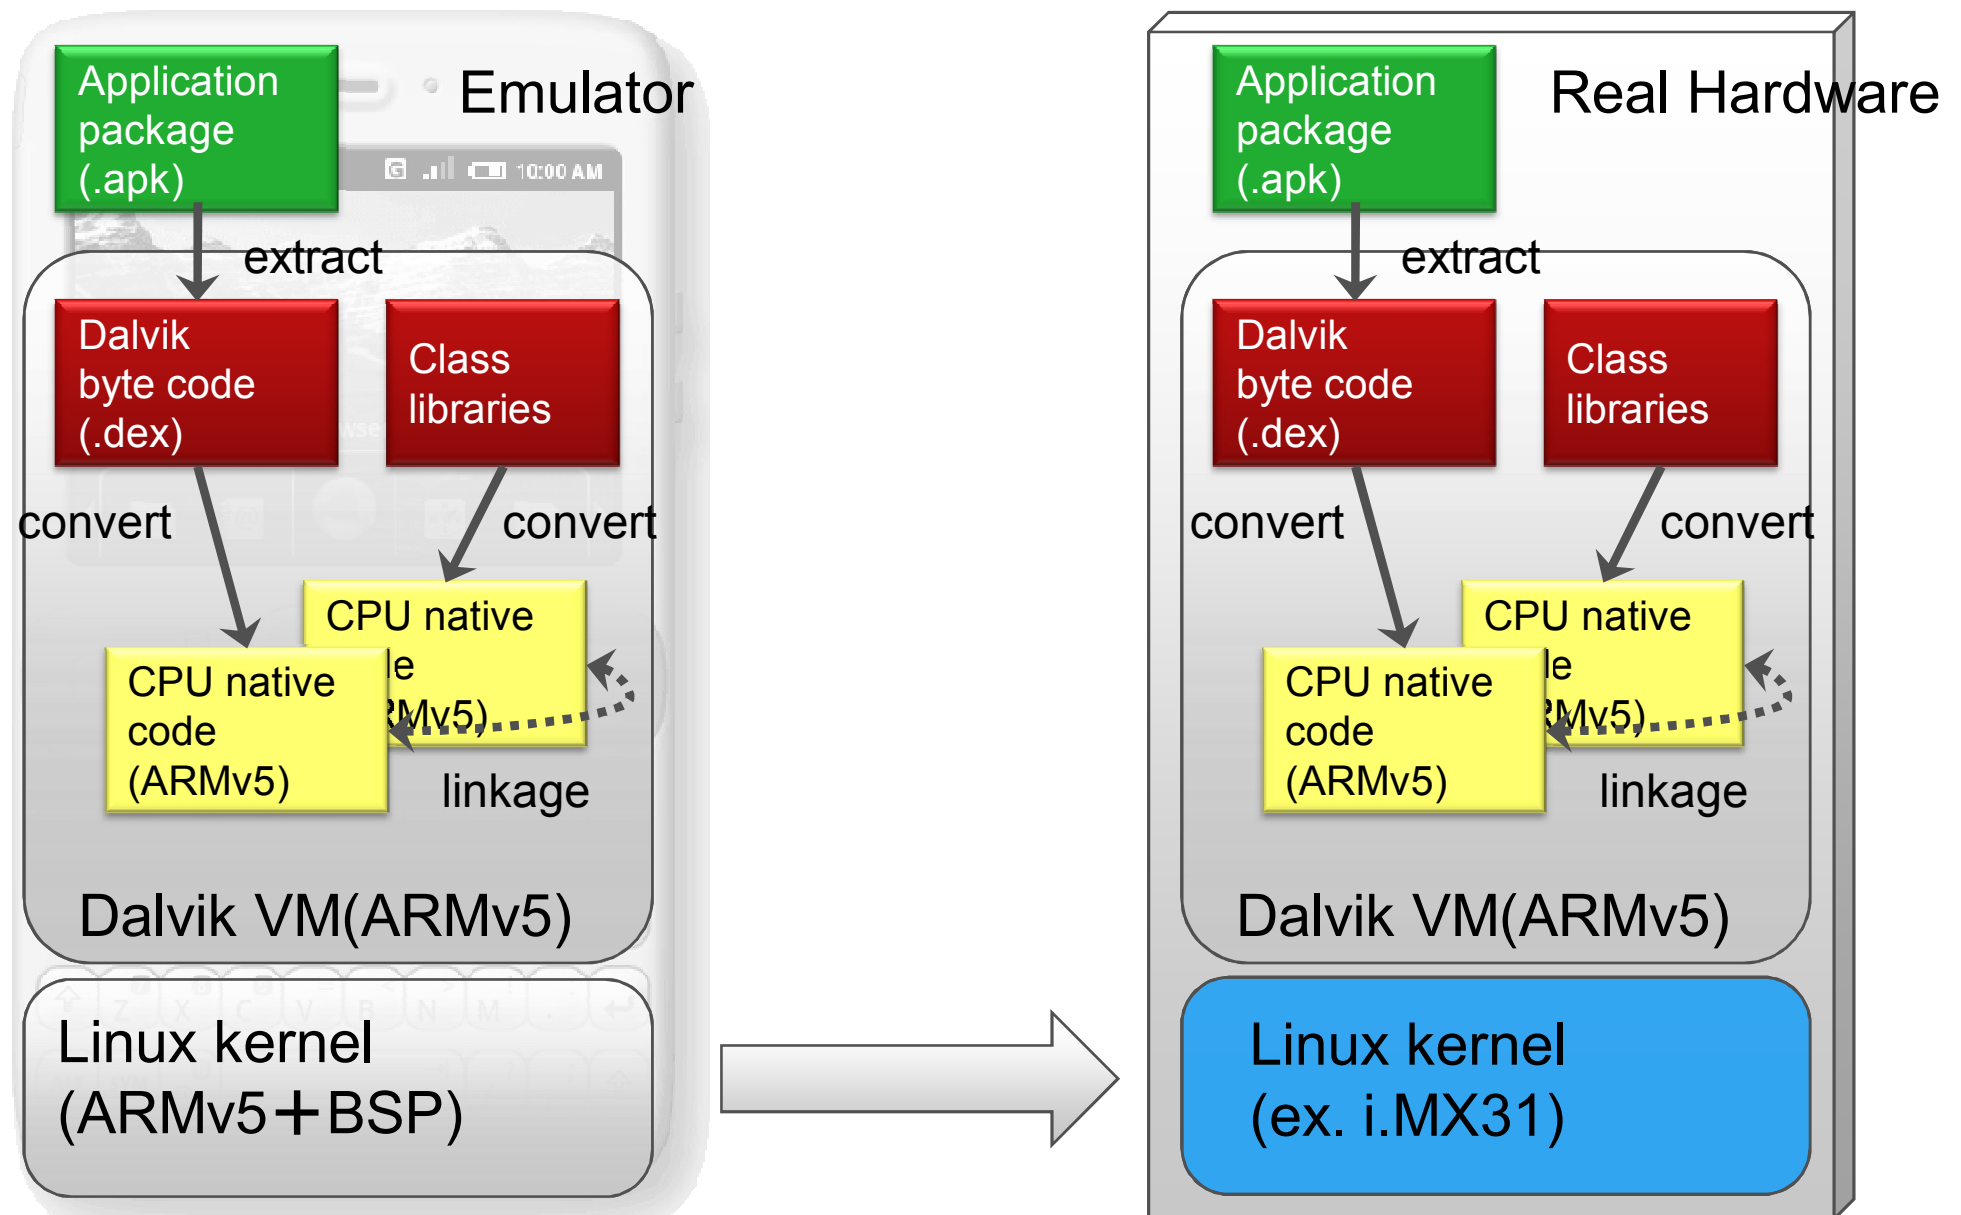 Emulator
Application
package
(.apk)
10:00 AM
extract
Dalvik
byte code
(.dex)
Class
libraries
convert
convert
CPU native
CPU native
code
(ARMv5)
linkage
Dalvik VM(ARMv5)
Z X C V B N M
Linux kernel
(ARMv5+BSP)
Real Hardware
Application
package
(.apk)
extract
Dalvik
byte code
(.dex)
Class
libraries
convert
convert
CPU native
CPU native
code
(ARMv5)
linkage
Dalvik VM(ARMv5)
Linux kernel
(ex. i.MX31)